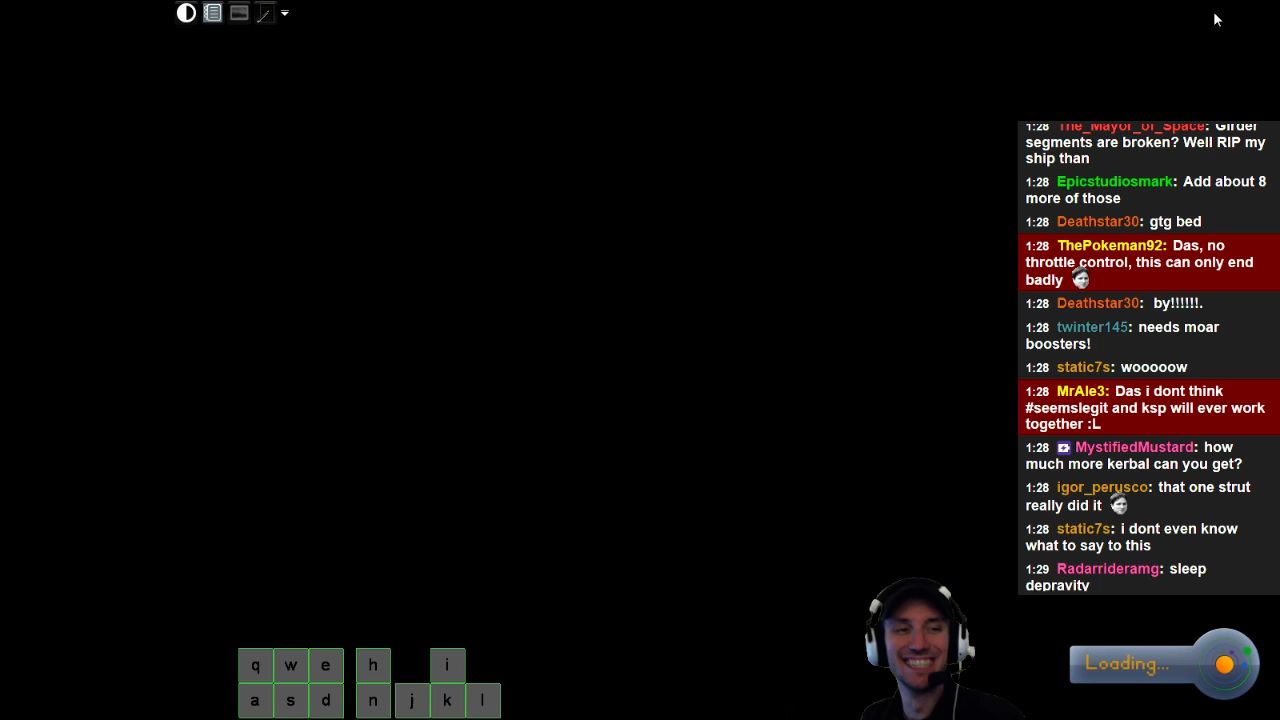 1:28 The_Mayor_of_Space: Girder
segments are broken? Well RIP my
ship than
1:28 Epicstudiosmark: Add about 8
more of those
1:28 Deathstar30: gtg bed
1:28 ThePokeman92: Das, no
throttle control, this can only end
badly
1:28 Deathstar30: by!!!!!!.
1:28 twinter145: needs moar
boosters!
1:28 static7s: wooooow
1:28 MrAle3: Das i dont think
#seemslegit and ksp will ever work
together :L
1:28 MystifiedMustard: how
much more kerbal can you get?
1:28 igor_perusco: that one strut
really did it
1:28 static7s: i dont even know
what to say to this
1:29 Radarrideramg: sleep
depravity
q w e h i
a s d n j k l
Loading...